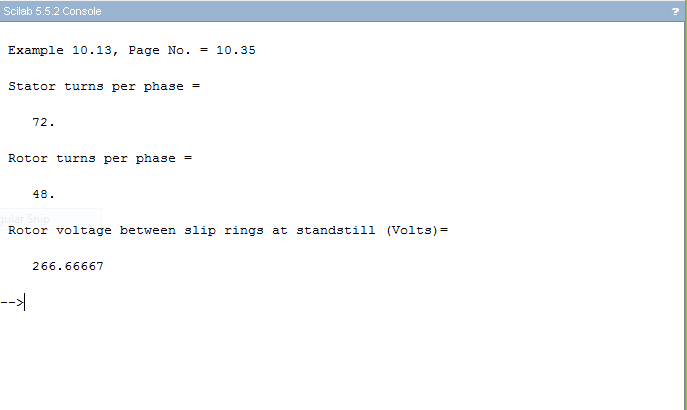 Scilab 5.5.2 Console ?
Example 10.13, Page No. = 10.35
Stator turns per phase =
72.
Rotor turns per phase =
48.
gular Snip
Rotor voltage between slip rings at standstill (Volts)=
266.66667
-->